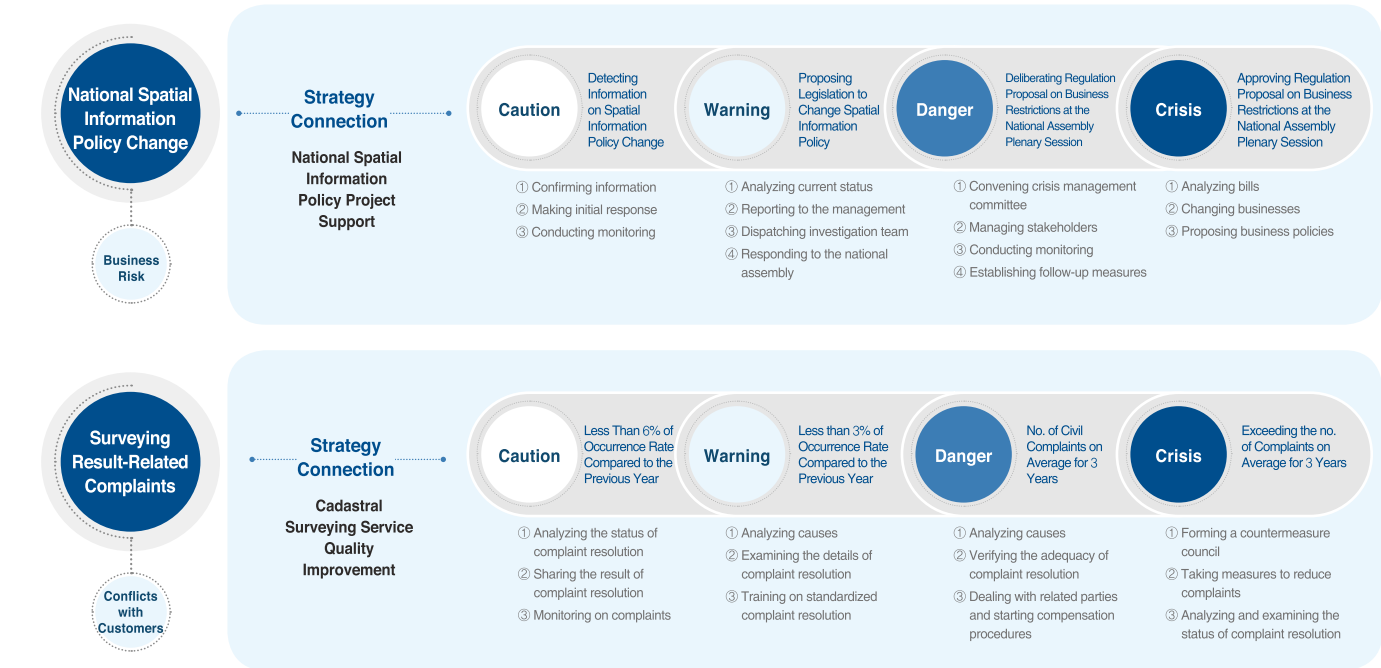 National Spatial
Information
Policy Change
Business
Risk
Strategy
Connection
National Spatial
Information
Policy Project
Support
Caution
Detecting
Information
on Spatial
Information
Policy Change
① Confirming information
② Making initial response
③ Conducting monitoring
Warning
Proposing
Legislation to
Change Spatial
Information
Policy
① Analyzing current status
② Reporting to the management
③ Dispatching investigation team
④ Responding to the national
assembly
Danger
Deliberating Regulation
Proposal on Business
Restrictions at the
National Assembly
Plenary Session
① Convening crisis management
committee
② Managing stakeholders
③ Conducting monitoring
④ Establishing follow-up measures
Crisis
Approving Regulation
Proposal on Business
Restrictions at the
National Assembly
Plenary Session
① Analyzing bills
② Changing businesses
③ Proposing business policies
Surveying
Result-Related
Complaints
Conflicts
with
Customers
Strategy
Connection
Cadastral
Surveying Service
Quality
Improvement
Caution
Less Than 6% of
Occurrence Rate
Compared to the
Previous Year
① Analyzing the status of
complaint resolution
② Sharing the result of
complaint resolution
③ Monitoring on complaints
Warning
Less than 3% of
Occurrence Rate
Compared to the
Previous Year
① Analyzing causes
② Examining the details of
complaint resolution
③ Training on standardized
complaint resolution
Danger
No. of Civil
Complaints on
Average for 3
Years
① Analyzing causes
② Verifying the adequacy of
complaint resolution
③ Dealing with related parties
and starting compensation
procedures
Crisis
Exceeding the no.
of Complaints on
Average for 3 Years
① Forming a countermeasure
council
② Taking measures to reduce
complaints
③ Analyzing and examining the
status of complaint resolution